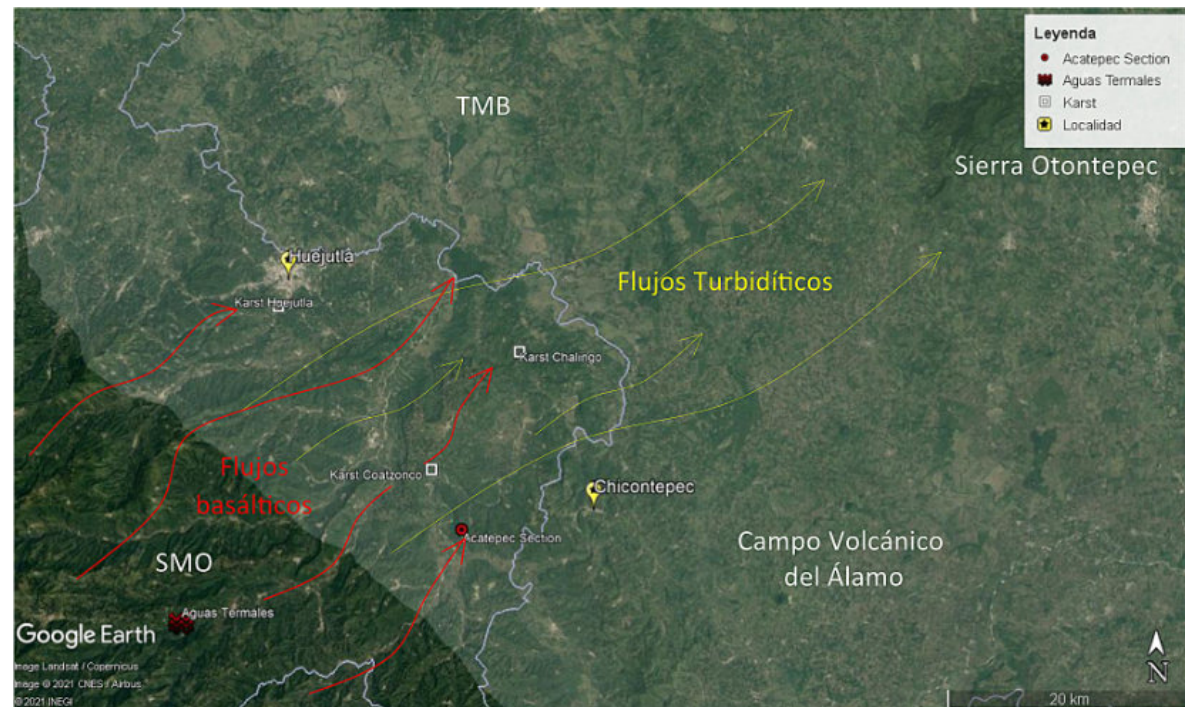 Leyenda
Acatepec Section
Aguas Termales
Karst
Localidad
TMB
Sierra Otontepec
Huejutla
Flujos Turbidíticos
Karst Huejutla
Karst Chalingo
Flujos
basálticos
Karst Coatzonco
Chicontepec
Acatepec Section
Campo Volcánico
del Álamo
SMO
Aguas Termales
Google Earth
Image Landsat / Copernicus
Image © 2021 CNES / Airbus
© 2021 INEGI
N
20 km